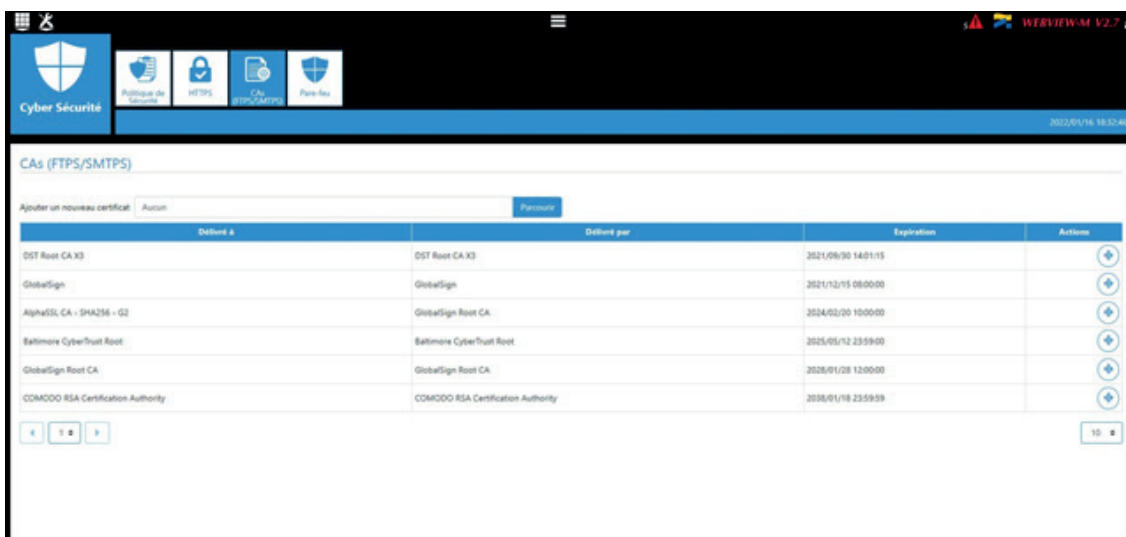 WEBVIEW-M V2.7
Cyber Sécurité
Politique de Sécurité
HTTPS
CAs (FTPS/SMTPS)
Pare-feu
2022/01/16 18:32:46
CAs (FTPS/SMTPS)
Ajouter un nouveau certificat Aucun Parcourir
Délivré à Délivré par Expiration Actions
DST Root CA X3 DST Root CA X3 2021/09/30 14:01:15
GlobalSign GlobalSign 2021/12/15 08:00:00
AlphaSSL CA - SHA256 - G2 GlobalSign Root CA 2024/02/20 10:00:00
Baltimore CyberTrust Root Baltimore CyberTrust Root 2025/05/12 23:59:00
GlobalSign Root CA GlobalSign Root CA 2028/01/28 12:00:00
COMODO RSA Certification Authority COMODO RSA Certification Authority 2038/01/18 23:59:59
1 10